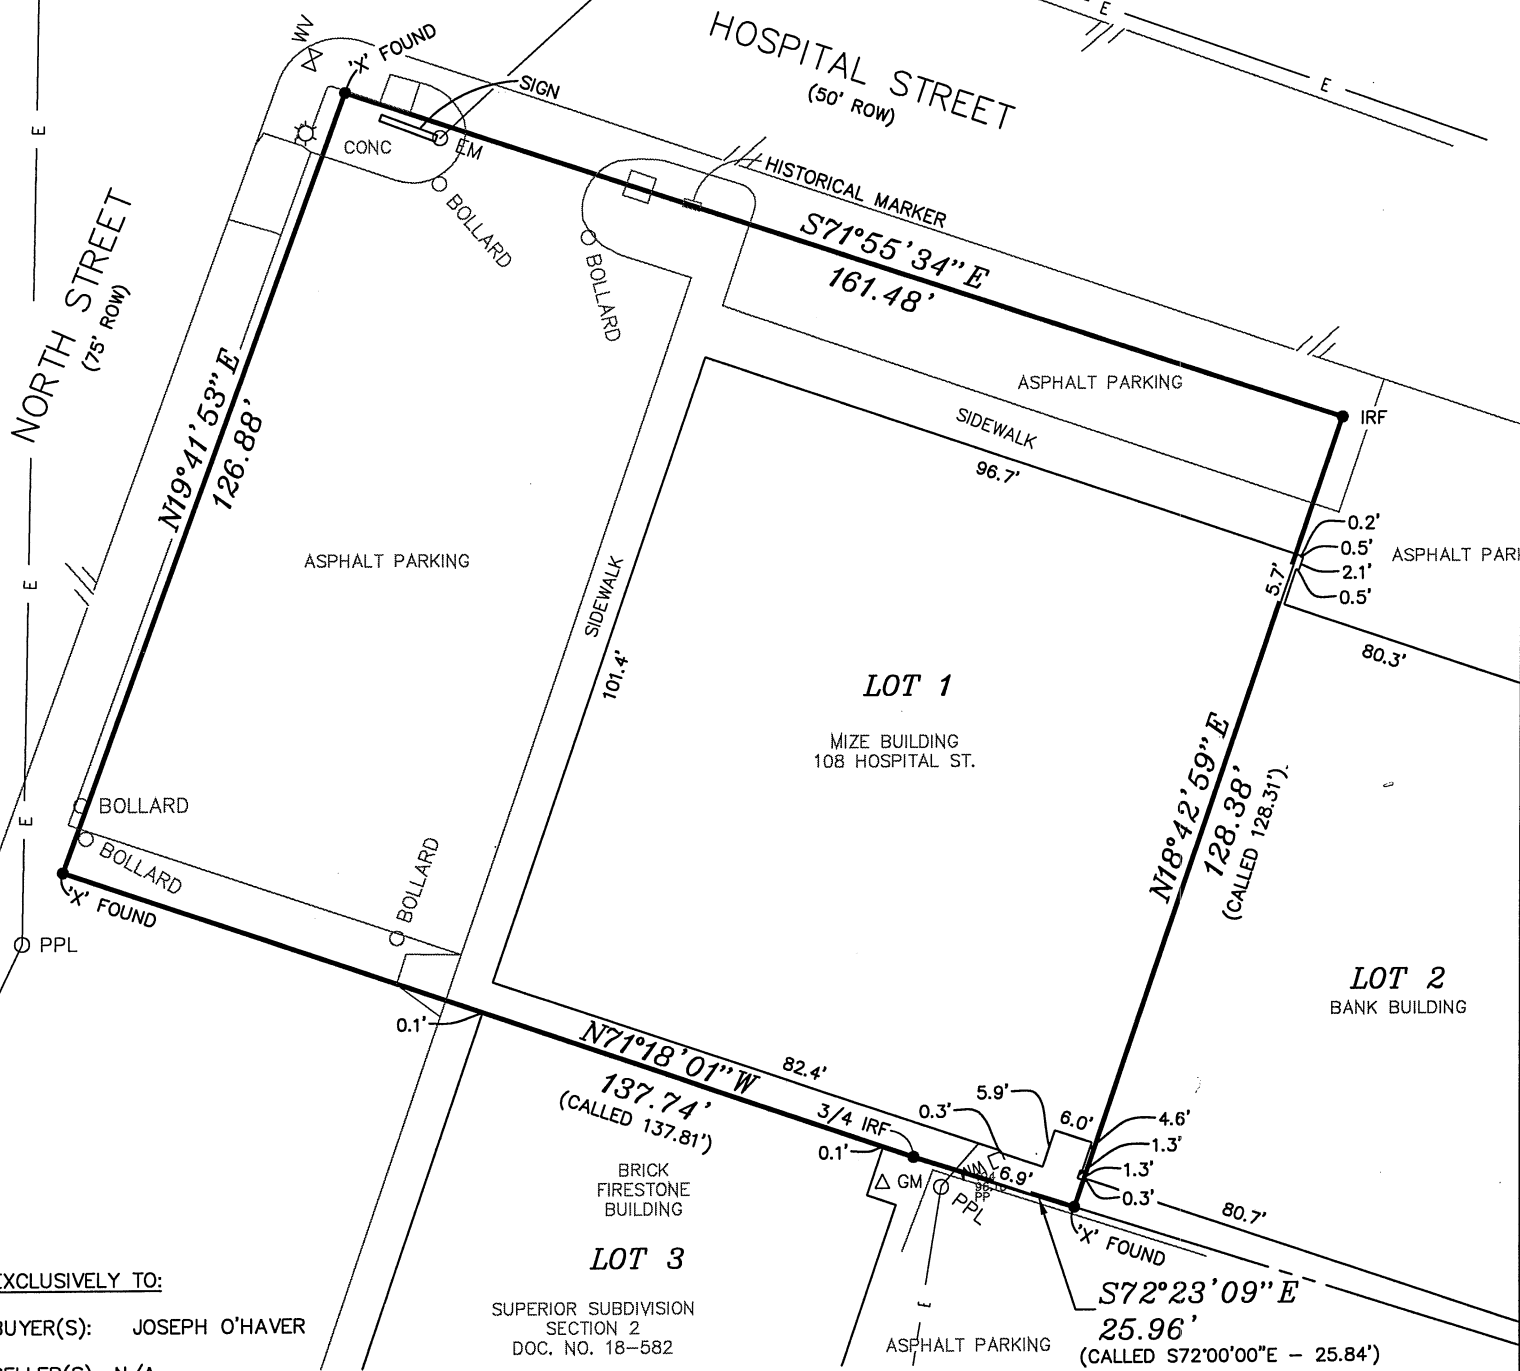 WV
'X' FOUND
SIGN
HOSPITAL STREET
(50' ROW)
E
E
E
CONC
EM
BOLLARD
BOLLARD
HISTORICAL MARKER
S71°55'34"E
161.48'
NORTH STREET
(75' ROW)
N19°41'53"E
126.88'
ASPHALT PARKING
IRF
SIDEWALK
96.7'
0.2'
0.5'
2.1'
0.5'
5.7'
ASPHALT PARK
80.3'
ASPHALT PARKING
SIDEWALK
101.4'
E
LOT 1
MIZE BUILDING
108 HOSPITAL ST.
N18°42'59"E
128.38'
(CALLED 128.31')
BOLLARD
E
BOLLARD
BOLLARD
'X' FOUND
PPL
LOT 2
BANK BUILDING
0.1'
N71°18'01"W
137.74'
(CALLED 137.81')
82.4'
3/4 IRF
0.1'
0.3'
5.9'
6.0'
4.6'
1.3'
1.3'
0.3'
6.9'
PP
GM
PPL
80.7'
'X' FOUND
BRICK
FIRESTONE
BUILDING
LOT 3
SUPERIOR SUBDIVISION
SECTION 2
DOC. NO. 18-582
E
ASPHALT PARKING
S72°23'09"E
25.96'
(CALLED S72°00'00"E - 25.84')
EXCLUSIVELY TO:
BUYER(S): JOSEPH O'HAVER
SELLER(S): N/A